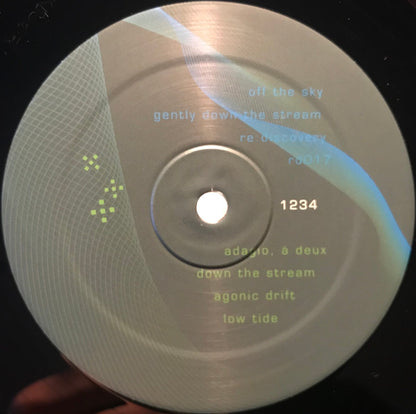 off the sky
gently down the stream
re:discovery
rd017
1234
adagio, á deux
down the stream
agonic drift
low tide